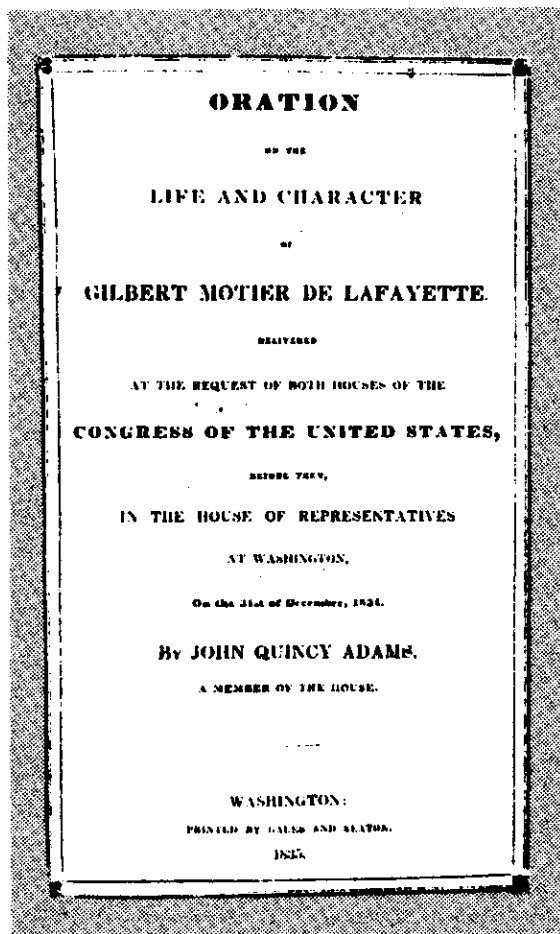 ORATION
ON THE
LIFE AND CHARACTER
OF
GILBERT MOTIER DE LAFAYETTE.
DELIVERED
AT THE REQUEST OF BOTH HOUSES OF THE
CONGRESS OF THE UNITED STATES,
BEFORE THEM,
IN THE HOUSE OF REPRESENTATIVES
AT WASHINGTON,
On the 31st of December, 1834.
By JOHN QUINCY ADAMS.
A MEMBER OF THE HOUSE.
WASHINGTON:
PRINTED BY GALES AND SEATON.
1835.